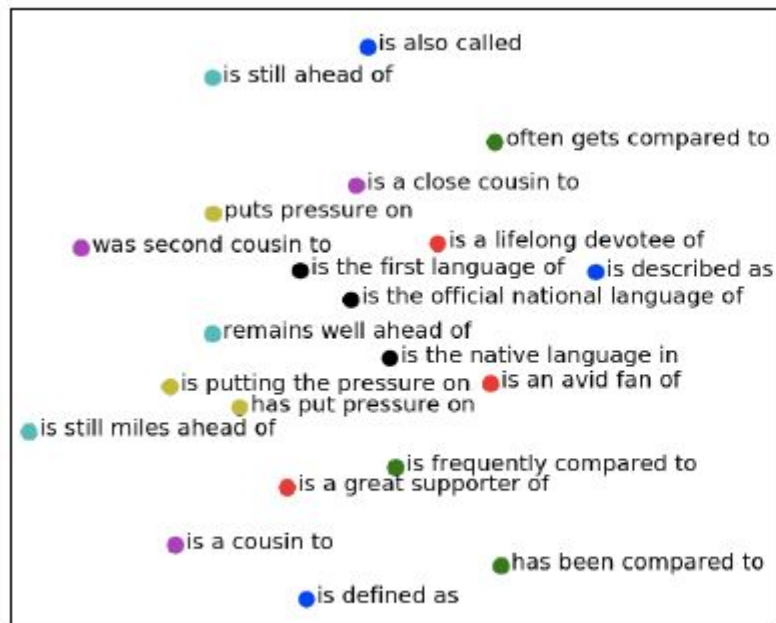 is also called
is still ahead of
often gets compared to
is a close cousin to
puts pressure on
is a lifelong devotee of
was second cousin to
is the first language of
is described as
is the official national language of
remains well ahead of
is the native language in
is putting the pressure on
is an avid fan of
has put pressure on
is still miles ahead of
is frequently compared to
is a great supporter of
is a cousin to
has been compared to
is defined as